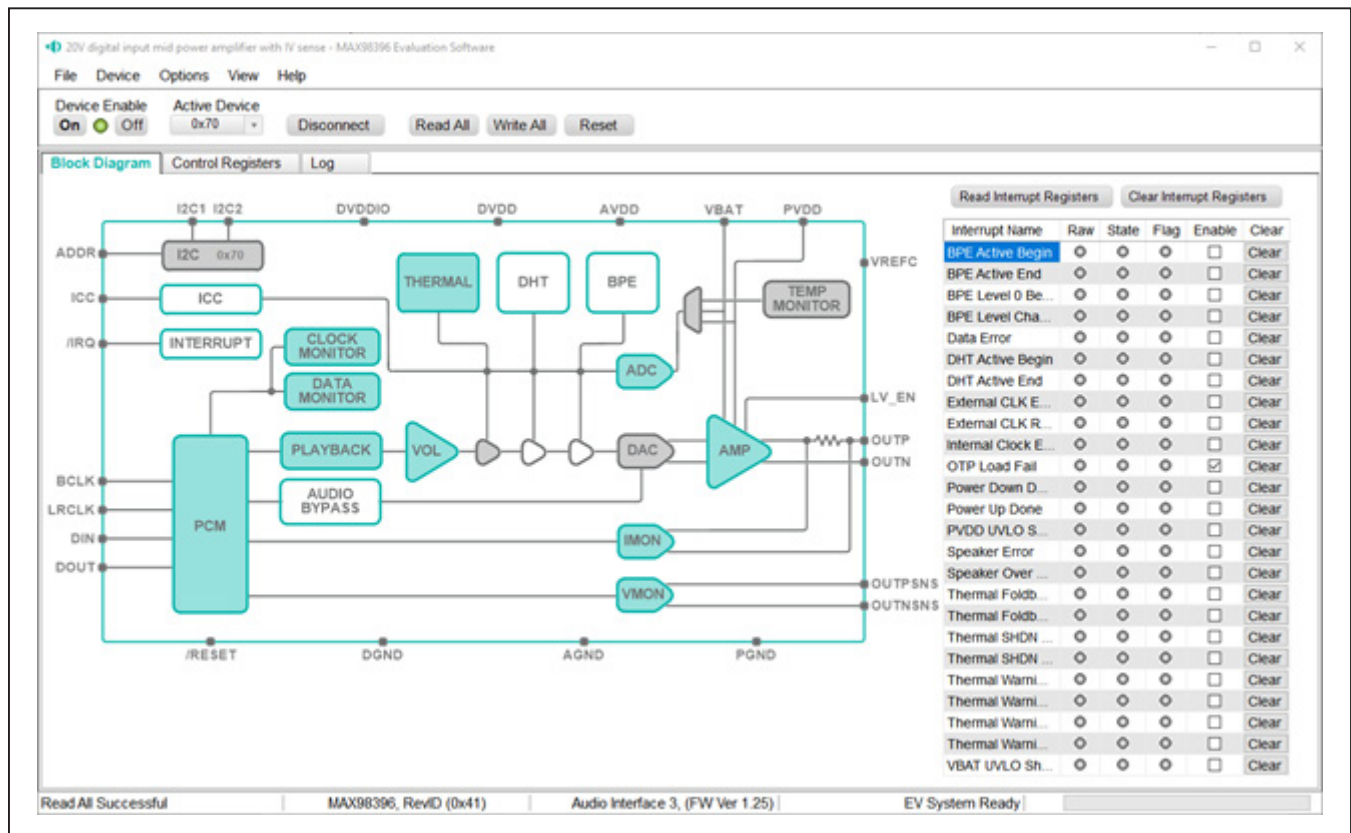 20V digital input mid power amplifier with IV sense - MAX98396 Evaluation Software
File Device Options View Help
Device Enable Active Device
On Off 0x70 Disconnect Read All Write All Reset
Block Diagram Control Registers Log
Read Interrupt Registers Clear Interrupt Registers
I2C1 I2C2 DVDDIO DVDD AVDD VBAT PVDD
ADDR I2C 0x70 VREFC
ICC ICC THERMAL DHT BPE TEMP
MONITOR
/IRQ INTERRUPT CLOCK
MONITOR
ADC
DATA
MONITOR
LV_EN
PLAYBACK VOL DAC AMP OUTP
OUTN
BCLK AUDIO
BYPASS
LRCLK
PCM
DIN IMON
DOUT
VMON OUTPSNS
OUTNSNS
/RESET DGND AGND PGND
Interrupt Name Raw State Flag Enable Clear
BPE Active Begin Clear
BPE Active End Clear
BPE Level 0 Be... Clear
BPE Level Cha... Clear
Data Error Clear
DHT Active Begin Clear
DHT Active End Clear
External CLK E... Clear
External CLK R... Clear
Internal Clock E... Clear
OTP Load Fail Clear
Power Down D... Clear
Power Up Done Clear
PVDD UVLO S... Clear
Speaker Error Clear
Speaker Over ... Clear
Thermal Foldb... Clear
Thermal Foldb... Clear
Thermal SHDN ... Clear
Thermal SHDN ... Clear
Thermal Warni... Clear
Thermal Warni... Clear
Thermal Warni... Clear
Thermal Warni... Clear
VBAT UVLO Sh... Clear
Read All Successful MAX98396, RevID (0x41) Audio Interface 3, (FW Ver 1.25) EV System Ready